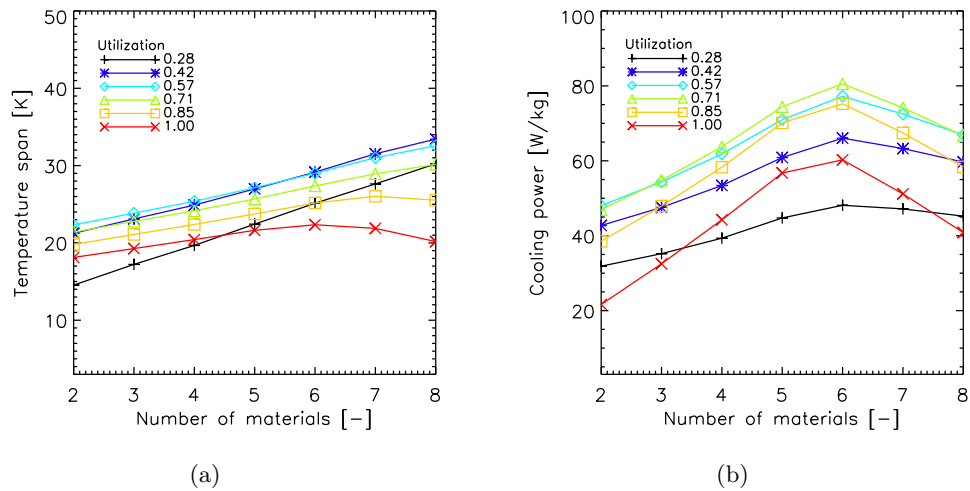 50
40
30
20
10
Temperature span [K]
Utilization
0.28
0.42
0.57
0.71
0.85
1.00
2 3 4 5 6 7 8
Number of materials [-]
(a)
100
80
60
40
20
Cooling power [W/kg]
Utilization
0.28
0.42
0.57
0.71
0.85
1.00
2 3 4 5 6 7 8
Number of materials [-]
(b)